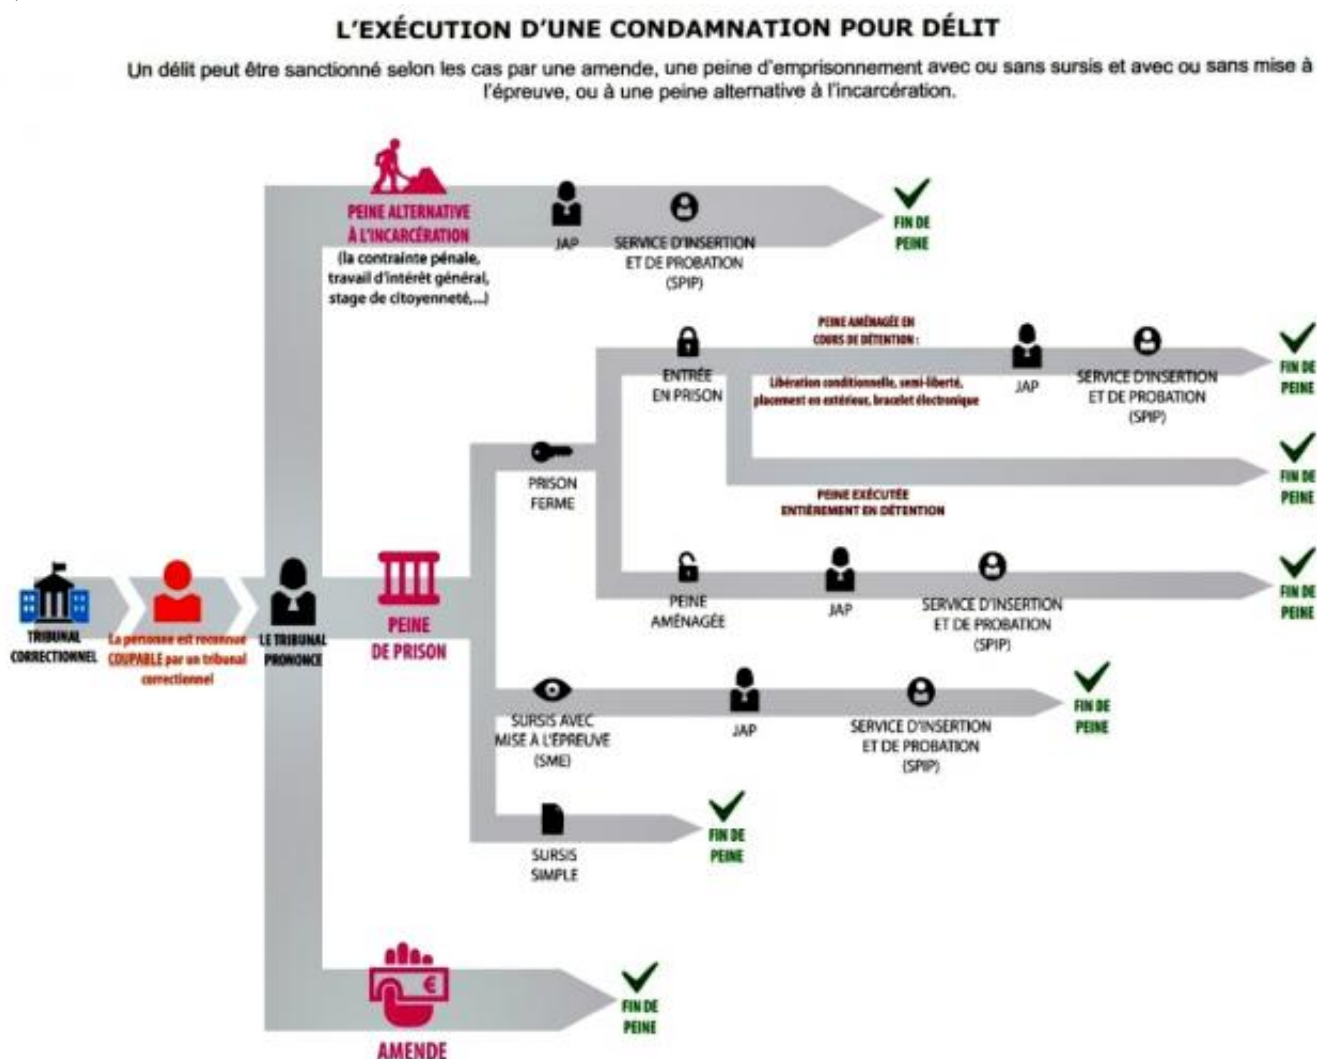 L'EXÉCUTION D'UNE CONDAMNATION POUR DÉLIT
Un délit peut être sanctionné selon les cas par une amende, une peine d'emprisonnement avec ou sans sursis et avec ou sans mise à
l'épreuve, ou à une peine alternative à l'incarcération.
PEINE ALTERNATIVE
À L'INCARCÉRATION
(la contrainte pénale,
travail d'intérêt général,
stage de citoyenneté,...)
JAP
SERVICE D'INSERTION
ET DE PROBATION
(SPIP)
FIN DE
PEINE
ENTRÉE
EN PRISON
PEINE AMÉNAGÉE EN
COURS DE DÉTENTION :
Libération conditionnelle, semi-liberté,
placement en extérieur, bracelet électronique
JAP
SERVICE D'INSERTION
ET DE PROBATION
(SPIP)
FIN DE
PEINE
PRISON
FERME
PEINE EXÉCUTÉE
ENTIÈREMENT EN DÉTENTION
FIN DE
PEINE
TRIBUNAL
CORRECTIONNEL
La personne est reconnue
COUPABLE par un tribunal
correctionnel
LE TRIBUNAL
PRONONCE
PEINE
DE PRISON
PEINE
AMÉNAGÉE
JAP
SERVICE D'INSERTION
ET DE PROBATION
(SPIP)
FIN DE
PEINE
SURSIS AVEC
MISE A L'ÉPREUVE
(SME)
JAP
SERVICE D'INSERTION
ET DE PROBATION
(SPIP)
FIN DE
PEINE
SURSIS
SIMPLE
FIN DE
PEINE
€
AMENDE
FIN DE
PEINE